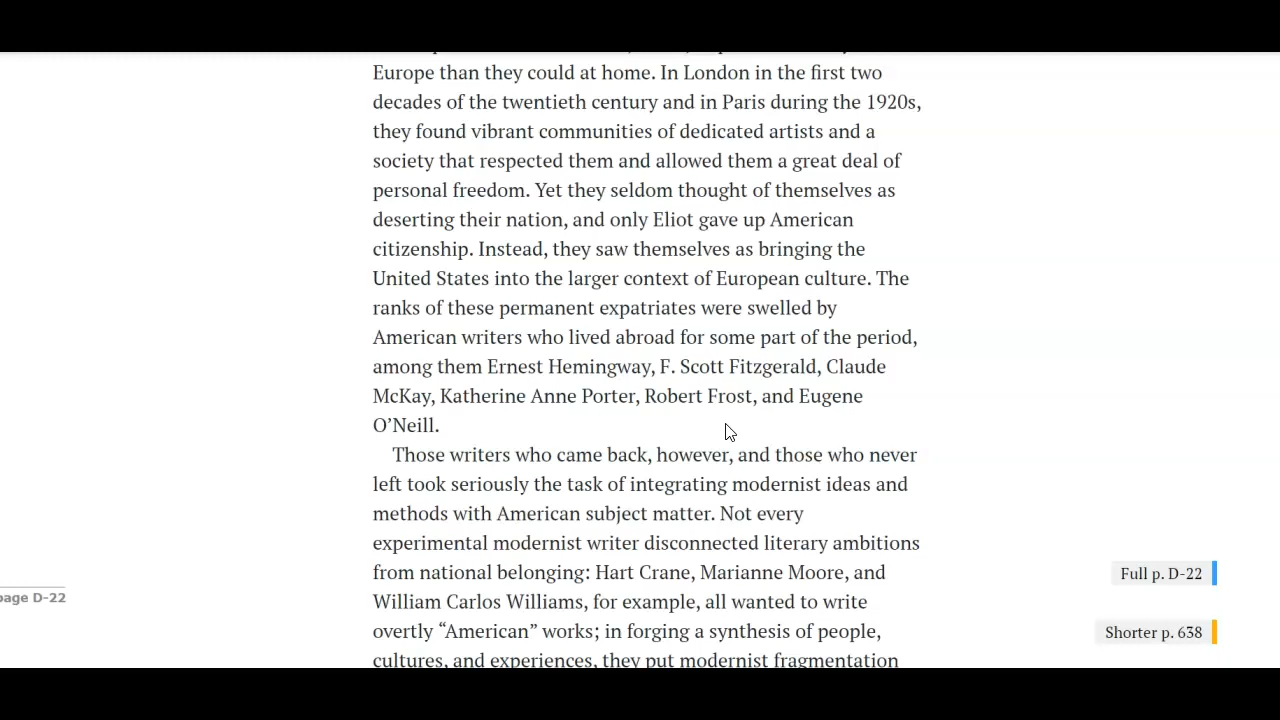 Europe than they could at home. In London in the first two
decades of the twentieth century and in Paris during the 1920s,
they found vibrant communities of dedicated artists and a
society that respected them and allowed them a great deal of
personal freedom. Yet they seldom thought of themselves as
deserting their nation, and only Eliot gave up American
citizenship. Instead, they saw themselves as bringing the
United States into the larger context of European culture. The
ranks of these permanent expatriates were swelled by
American writers who lived abroad for some part of the period,
among them Ernest Hemingway, F. Scott Fitzgerald, Claude
McKay, Katherine Anne Porter, Robert Frost, and Eugene
O’Neill.
Those writers who came back, however, and those who never
left took seriously the task of integrating modernist ideas and
methods with American subject matter. Not every
experimental modernist writer disconnected literary ambitions
from national belonging: Hart Crane, Marianne Moore, and
William Carlos Williams, for example, all wanted to write
overtly “American” works; in forging a synthesis of people,
cultures, and experiences, they put modernist fragmentation
Full p. D-22
page D-22
Shorter p. 638